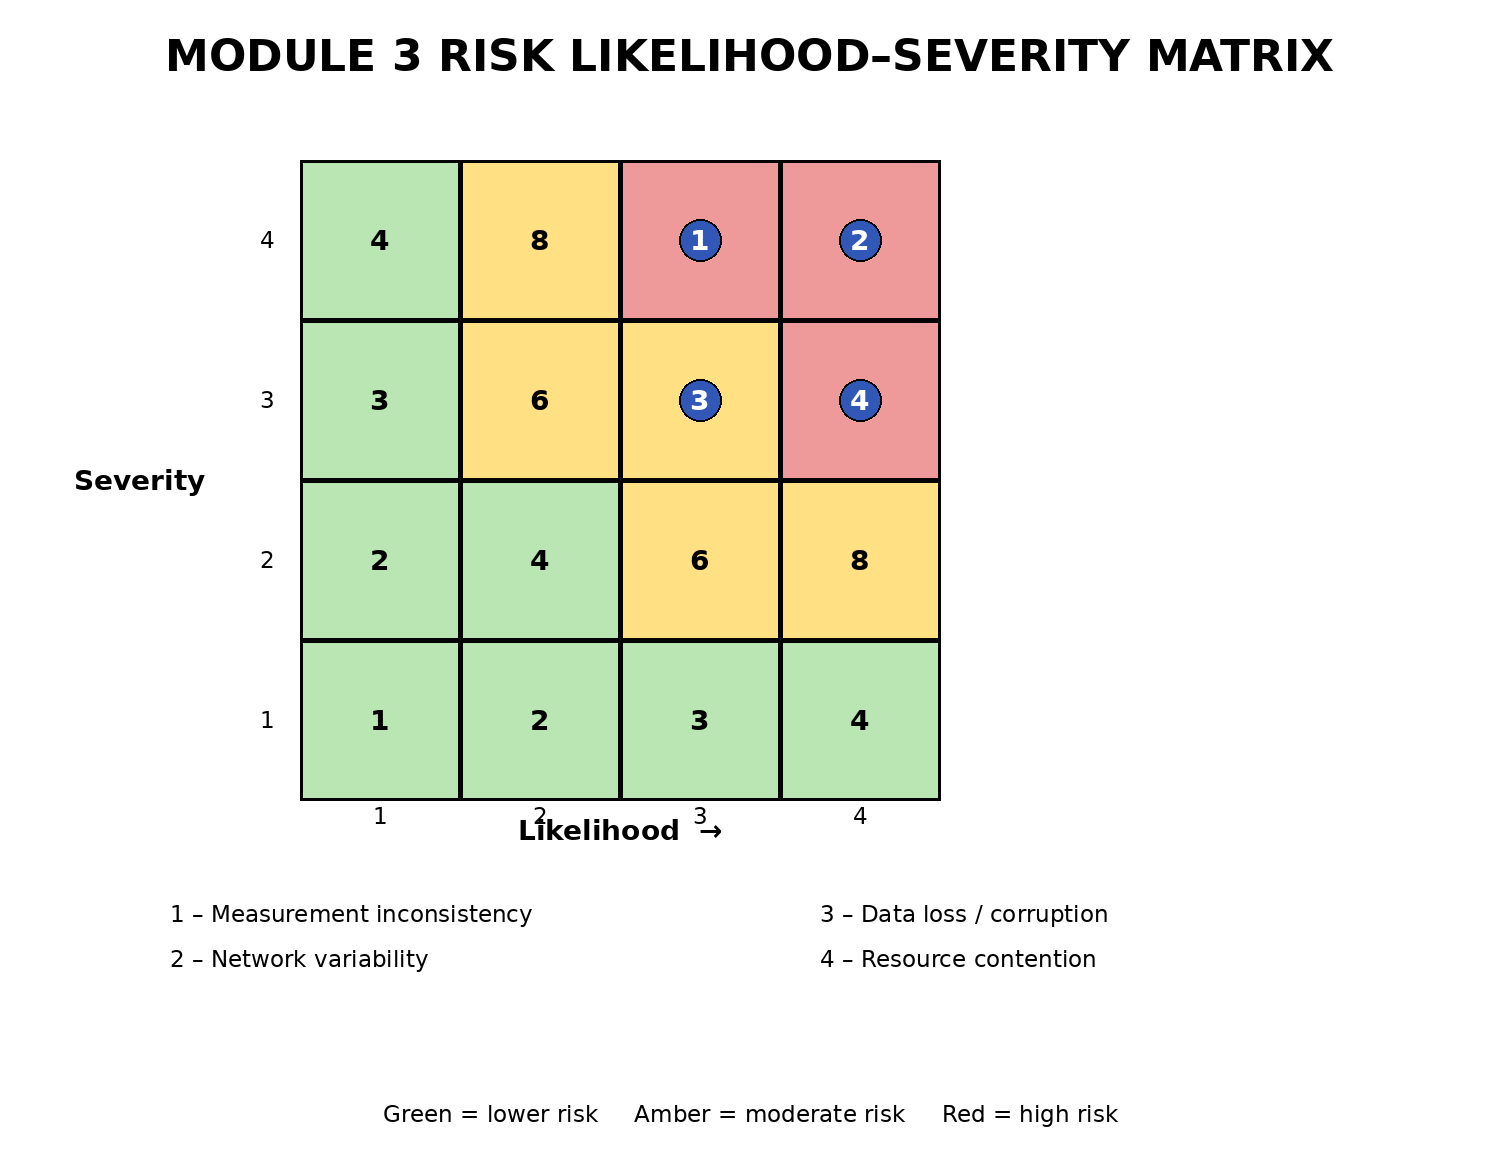 MODULE 3 RISK LIKELIHOOD–SEVERITY MATRIX
4 4 8 1 2
3 3 6 3 4
Severity
2 2 4 6 8
1 1 2 3 4
1 2 3 4
Likelihood →
1 – Measurement inconsistency
3 – Data loss / corruption
2 – Network variability
4 – Resource contention
Green = lower risk Amber = moderate risk Red = high risk